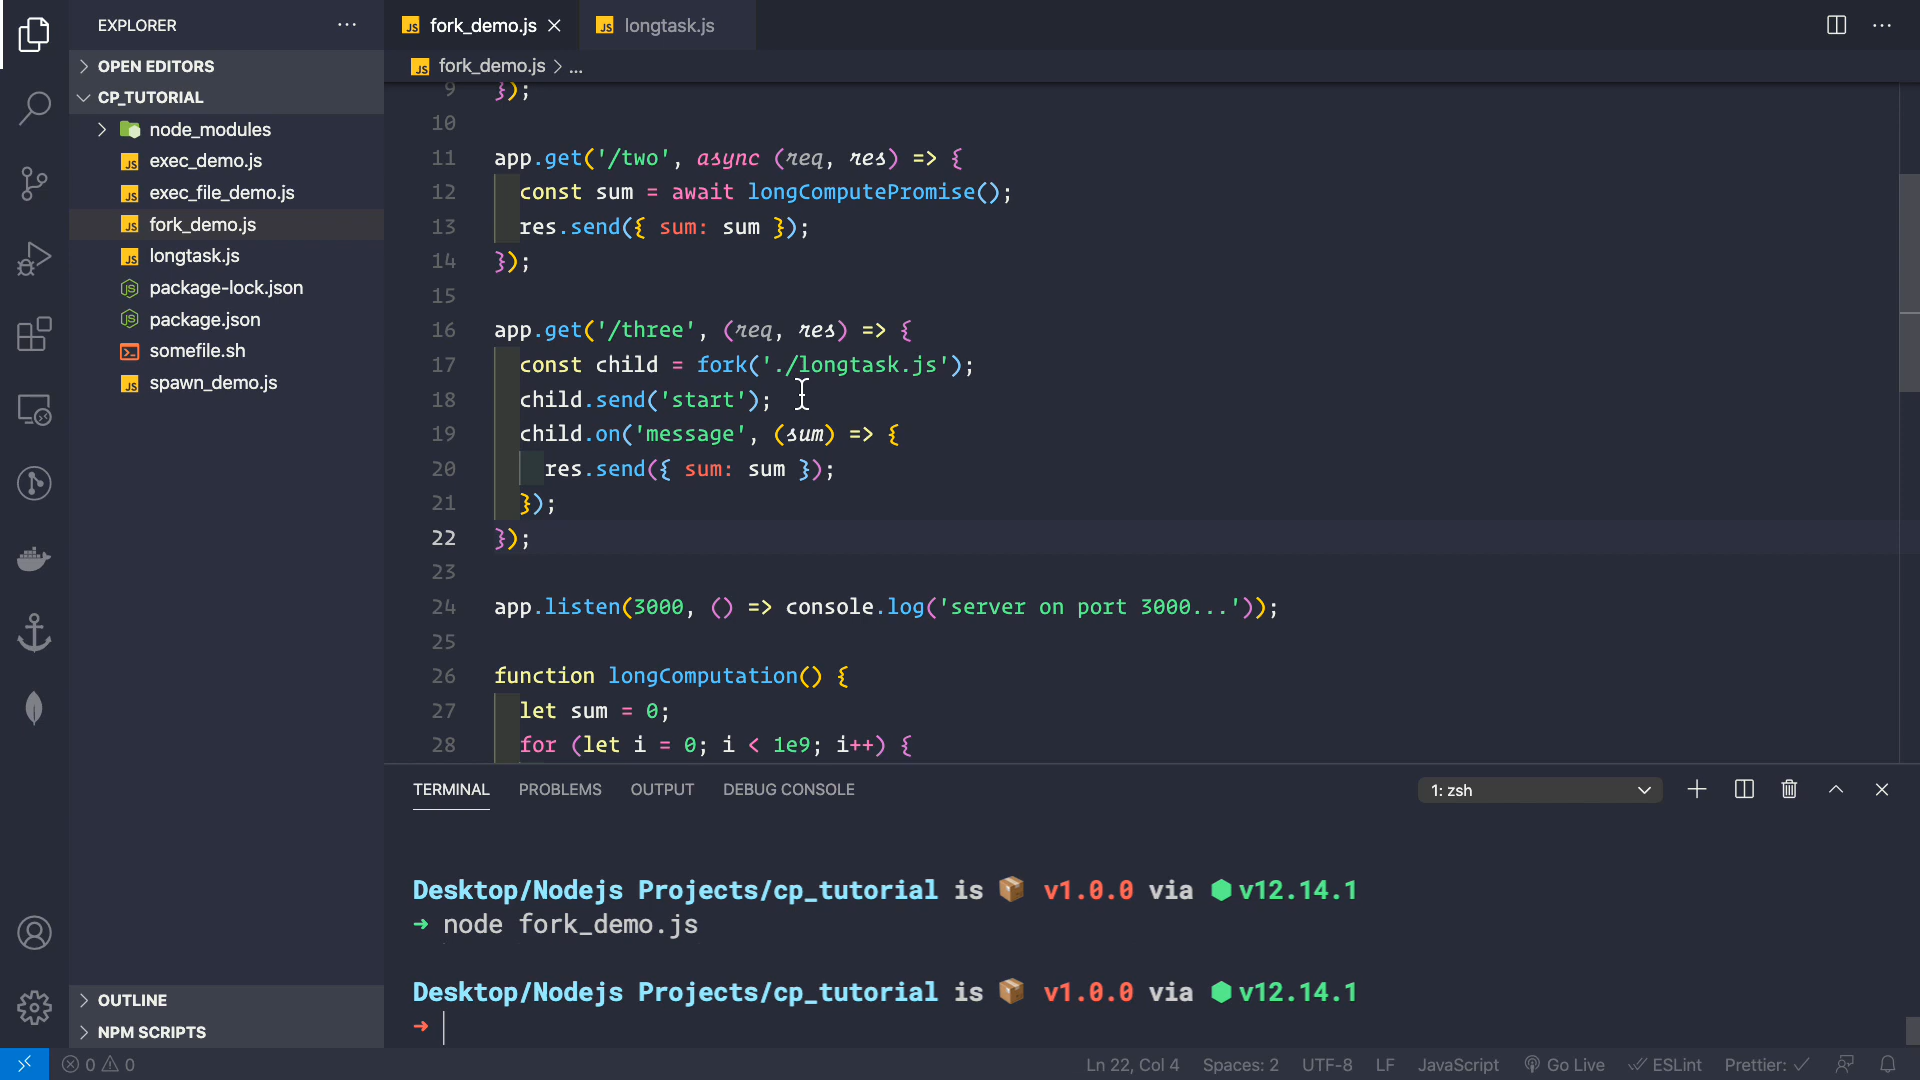 EXPLORER
OPEN EDITORS
CP_TUTORIAL
node_modules
exec_demo.js
exec_file_demo.js
fork_demo.js
longtask.js
package-lock.json
package.json
somefile.sh
spawn_demo.js
OUTLINE
NPM SCRIPTS
fork_demo.js
longtask.js
fork_demo.js > ...
9 });
10
11 app.get('/two', async (req, res) => {
12 const sum = await longComputePromise();
13 res.send({ sum: sum });
14 });
15
16 app.get('/three', (req, res) => {
17 const child = fork('./longtask.js');
18 child.send('start');
19 child.on('message', (sum) => {
20 res.send({ sum: sum });
21 });
22 });
23
24 app.listen(3000, () => console.log('server on port 3000...'));
25
26 function longComputation() {
27 let sum = 0;
28 for (let i = 0; i < 1e9; i++) {
TERMINAL PROBLEMS OUTPUT DEBUG CONSOLE 1: zsh
Desktop/Nodejs Projects/cp_tutorial is 📦 v1.0.0 via ⬢ v12.14.1
➜ node fork_demo.js
Desktop/Nodejs Projects/cp_tutorial is 📦 v1.0.0 via ⬢ v12.14.1
➜
0 0 Ln 22, Col 4 Spaces: 2 UTF-8 LF JavaScript Go Live ESLint Prettier: ✓